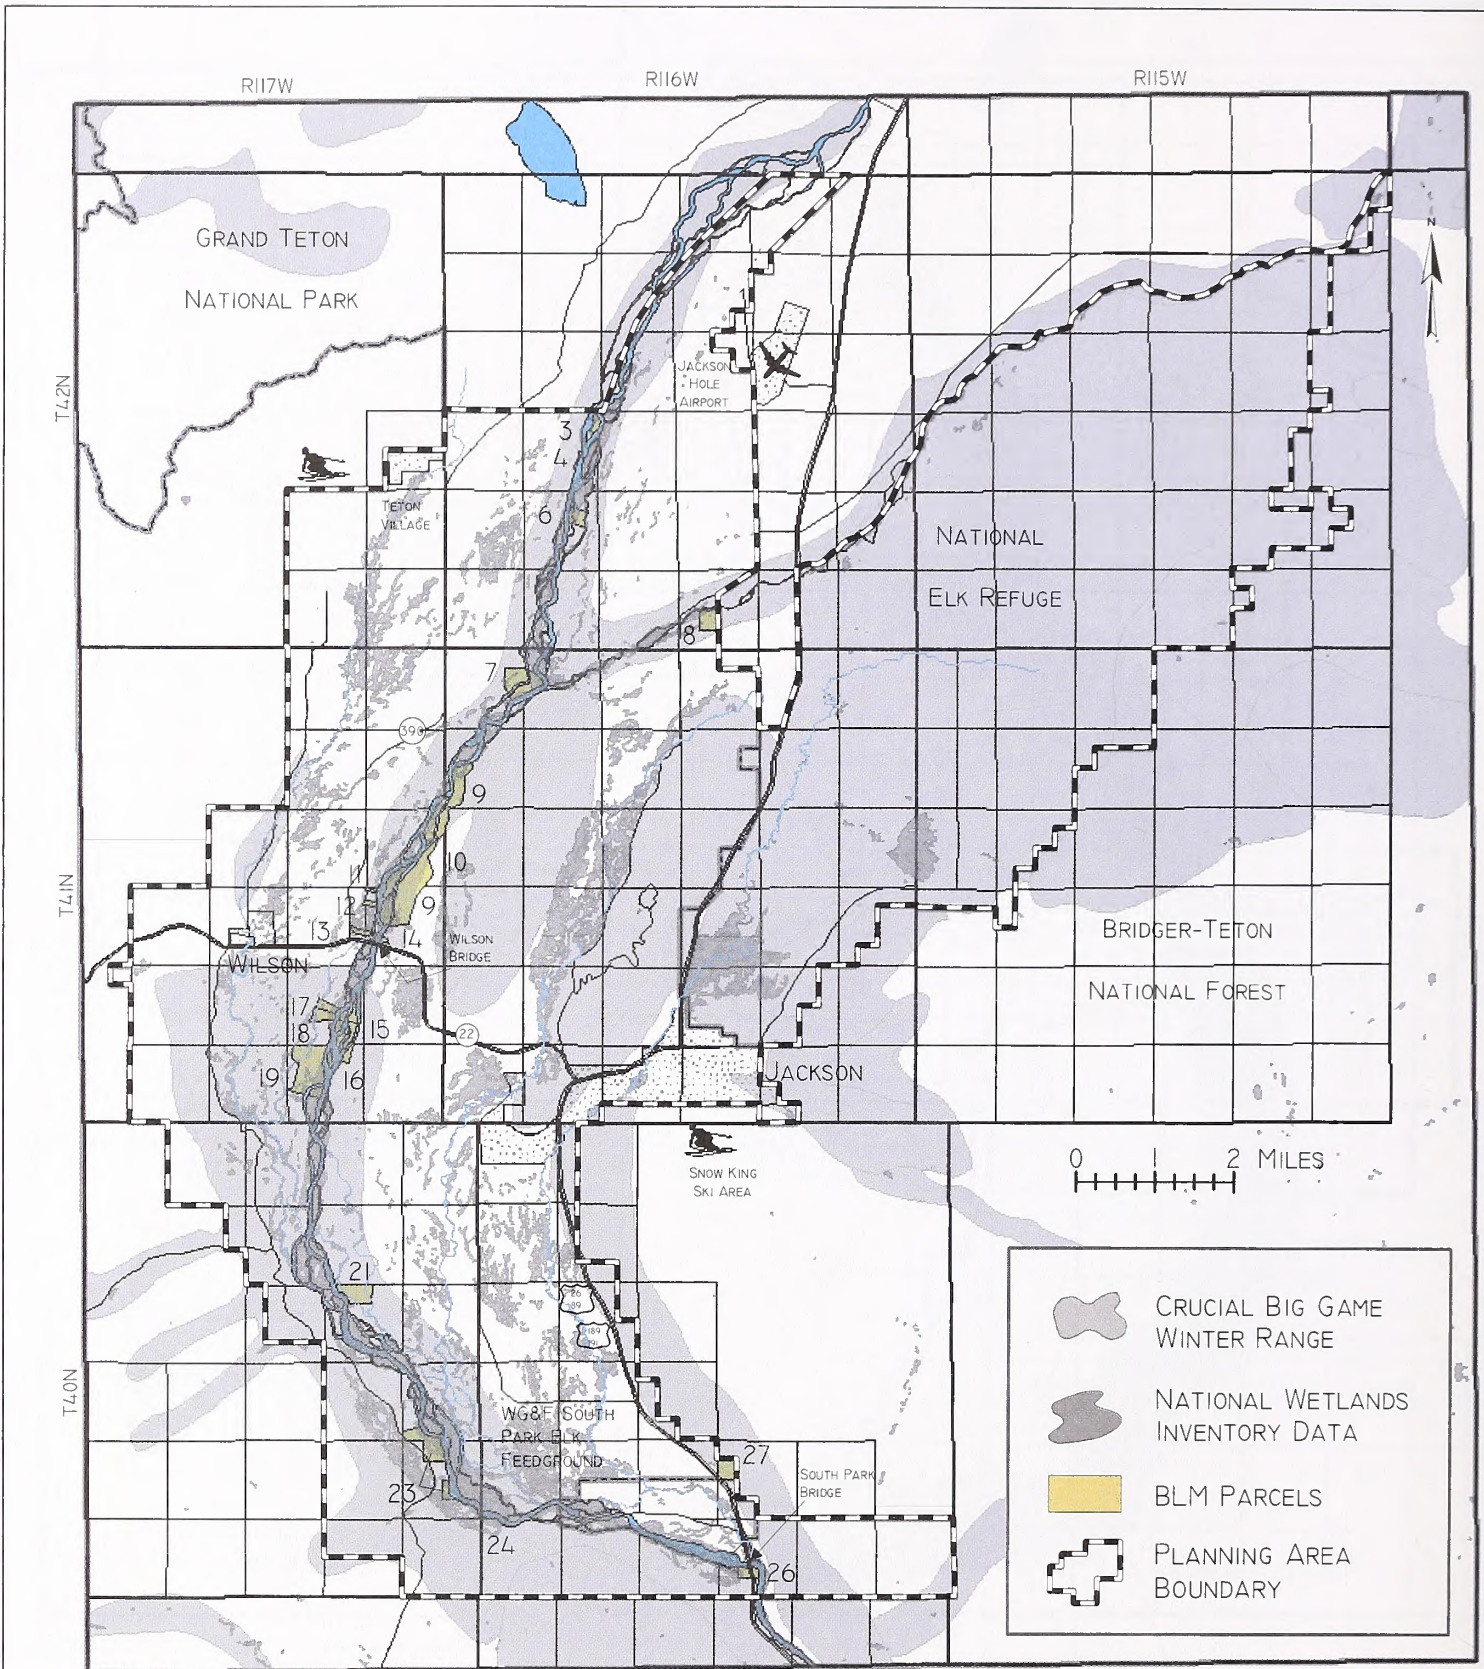 R117W
R116W
R115W
GRAND TETON
NATIONAL PARK
N
JACKSON
HOLE
AIRPORT
T42N
3
4
TETON
VILLAGE
6
NATIONAL
ELK REFUGE
8
7
390
9
10
11
T41N
12
9
13
14
WILSON
BRIDGE
WILSON
BRIDGER-TETON
NATIONAL FOREST
17
18
15
22
19
16
JACKSON
SNOW KING
SKI AREA
0 1 2 MILES
21
26
89
189
191
T40N
WG&F SOUTH
PARK ELK
FEEDGROUND
27
SOUTH PARK
BRIDGE
23
24
26
CRUCIAL BIG GAME
WINTER RANGE
NATIONAL WETLANDS
INVENTORY DATA
BLM PARCELS
PLANNING AREA
BOUNDARY